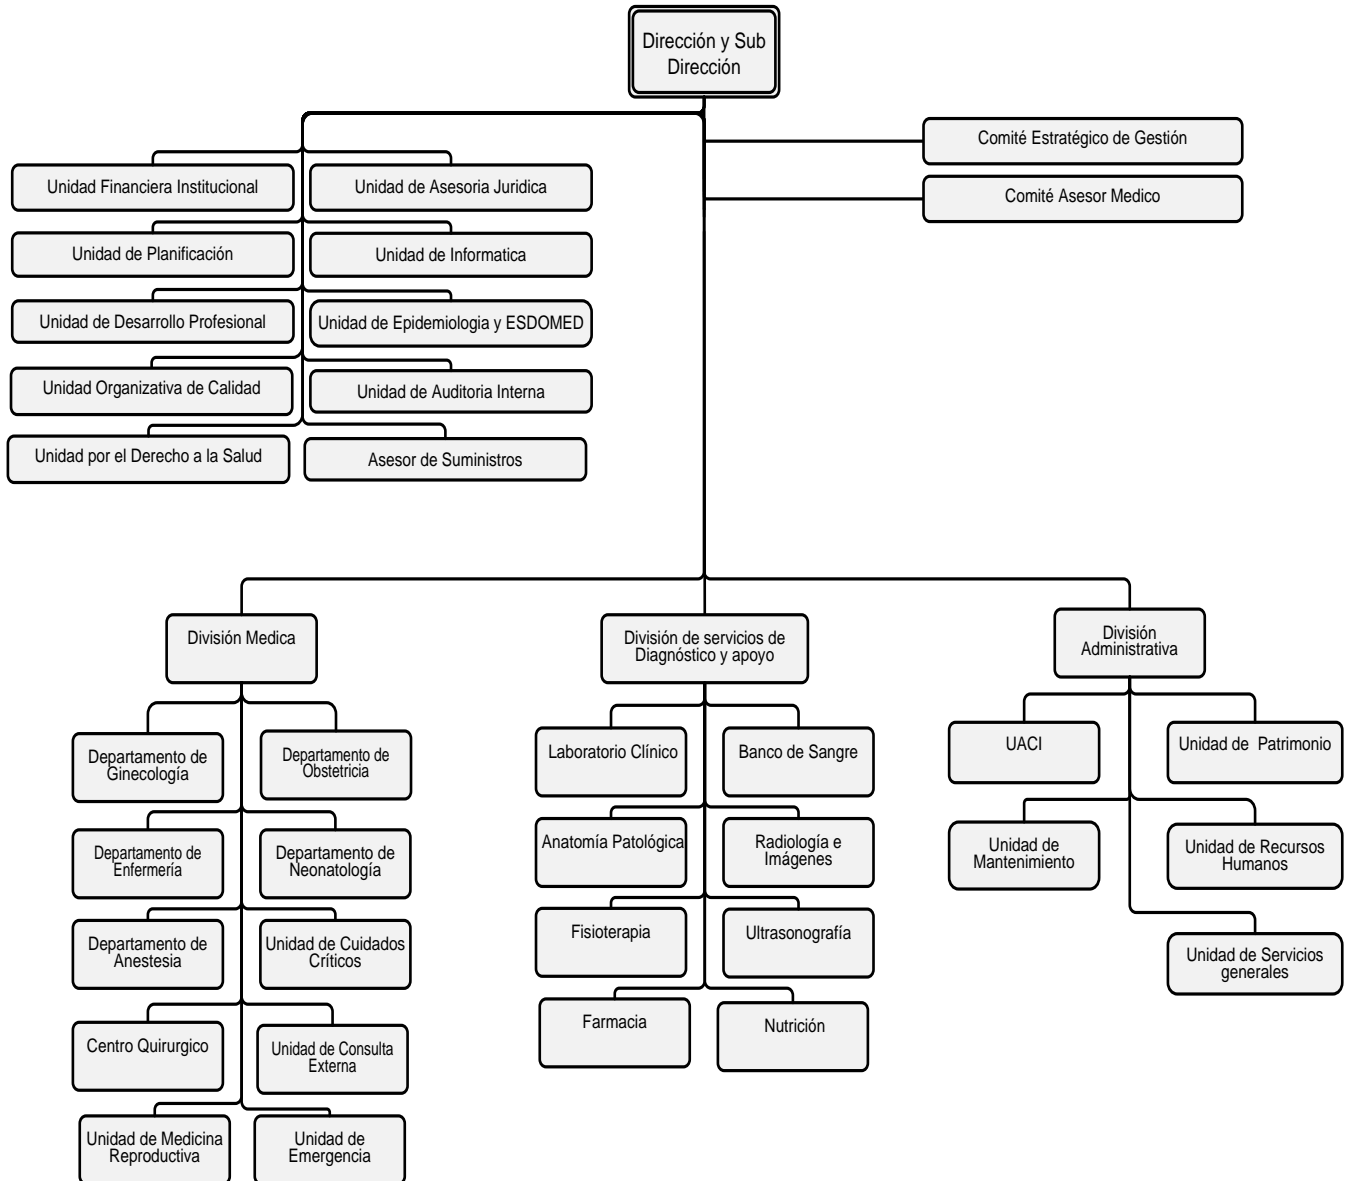 Dirección y Sub
Dirección
Comité Estratégico de Gestión
Comité Asesor Medico
Unidad Financiera Institucional
Unidad de Asesoria Juridica
Unidad de Planificación
Unidad de Informatica
Unidad de Desarrollo Profesional
Unidad de Epidemiologia y ESDOMED
Unidad Organizativa de Calidad
Unidad de Auditoria Interna
Unidad por el Derecho a la Salud
Asesor de Suministros
División Medica
Departamento de
Ginecología
Departamento de
Obstetricia
Departamento de
Enfermería
Departamento de
Neonatología
Departamento de
Anestesia
Unidad de Cuidados
Críticos
Centro Quirurgico
Unidad de Consulta
Externa
Unidad de Medicina
Reproductiva
Unidad de
Emergencia
División de servicios de
Diagnóstico y apoyo
Laboratorio Clínico
Banco de Sangre
Anatomía Patológica
Radiología e
Imágenes
Fisioterapia
Ultrasonografía
Farmacia
Nutrición
División
Administrativa
UACI
Unidad de Patrimonio
Unidad de
Mantenimiento
Unidad de Recursos
Humanos
Unidad de Servicios
generales